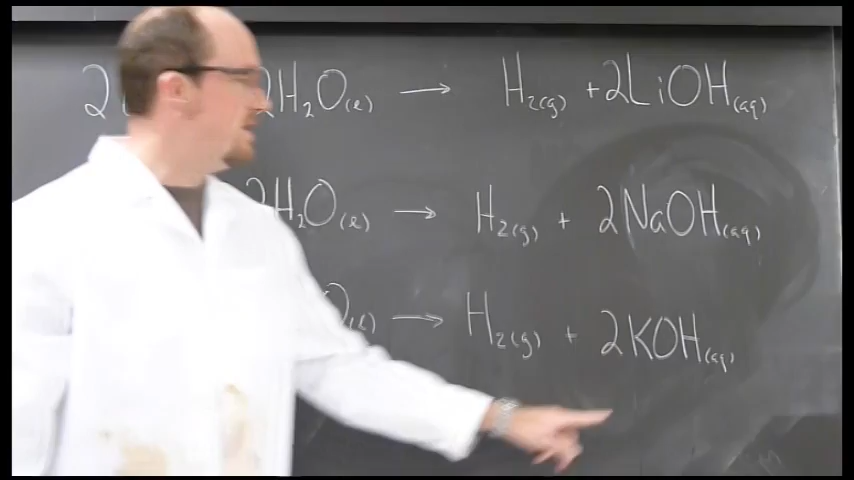 2 2H₂O(ℓ) → H₂(g) + 2LiOH(aq)
2H₂O(ℓ) → H₂(g) + 2NaOH(aq)
O(ℓ) → H₂(g) + 2KOH(aq)